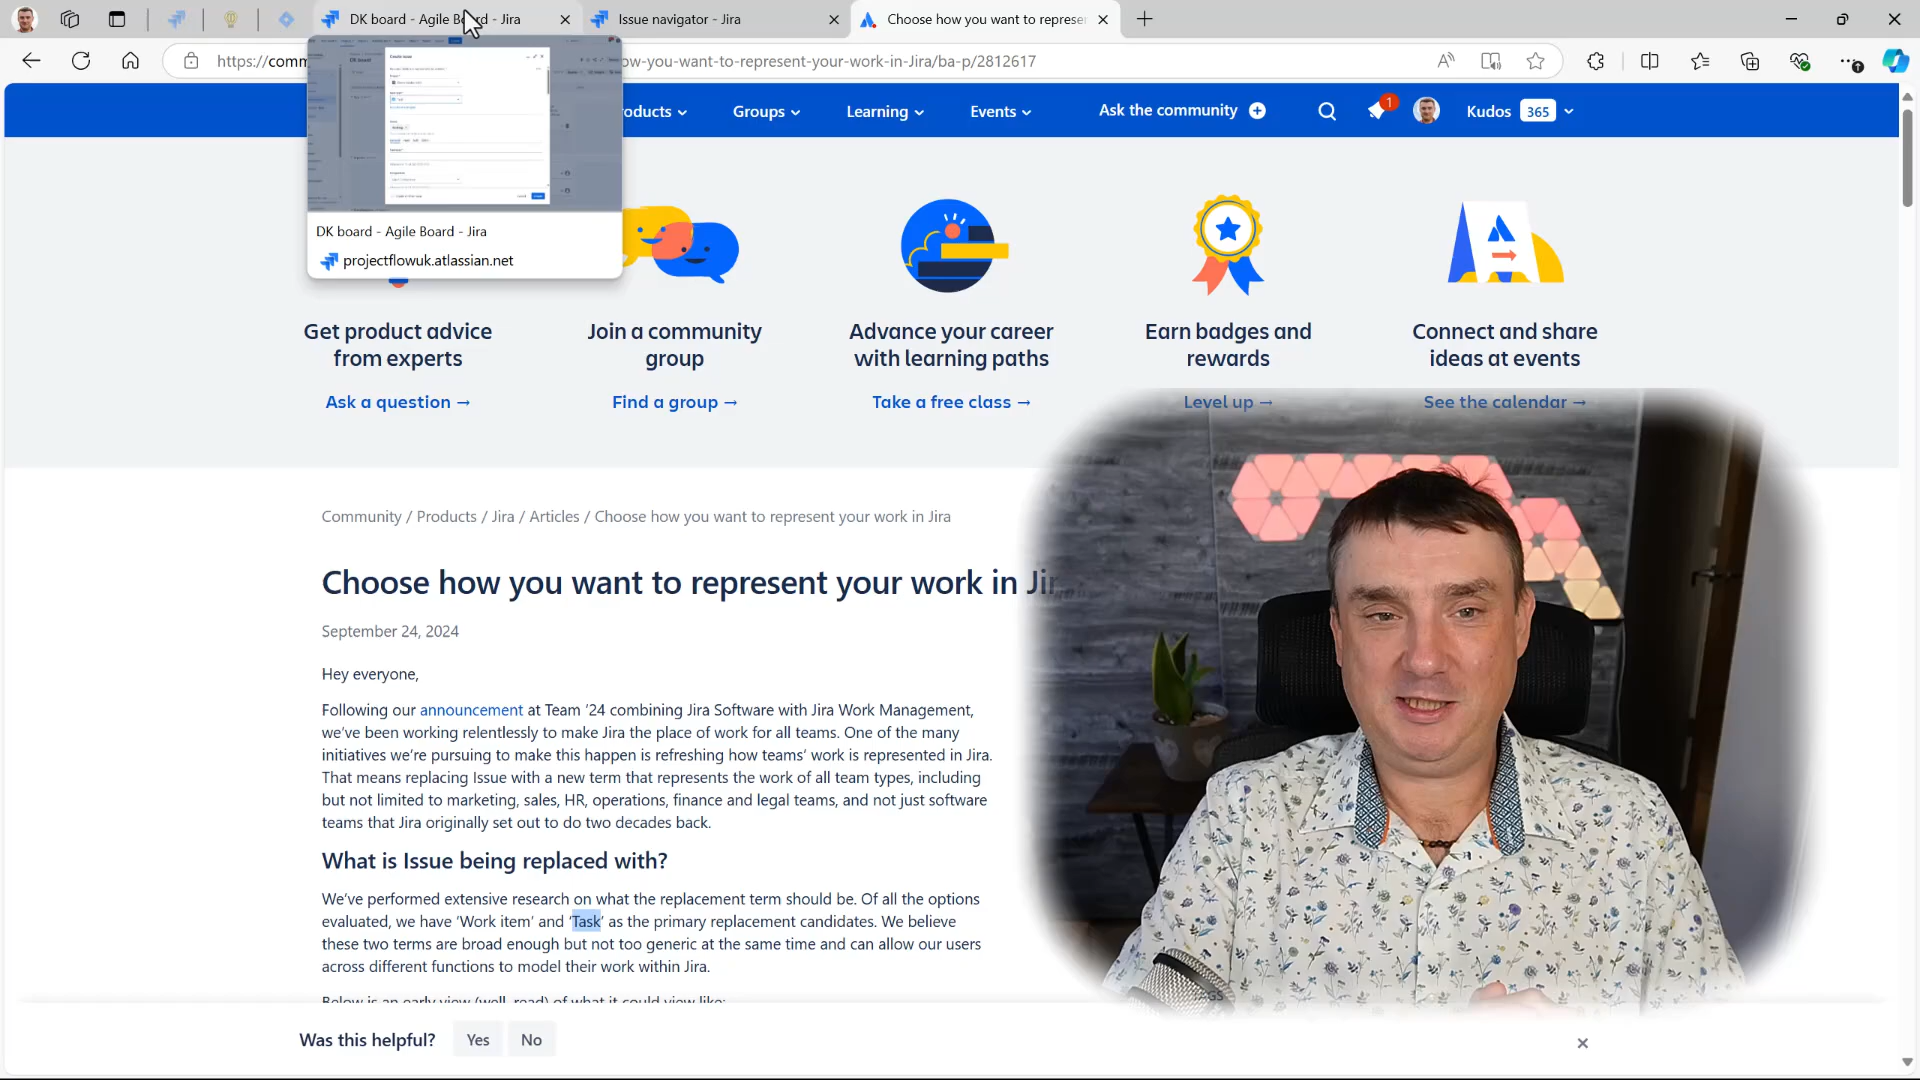 DK board - Agile Board - Jira
Issue navigator - Jira
Choose how you want to represe
https://comm
ow-you-want-to-represent-your-work-in-Jira/ba-p/2812617
oducts
Groups
Learning
Events
Ask the community
1
Kudos
365
DK board - Agile Board - Jira
projectflowuk.atlassian.net
Get product advice
from experts
Ask a question →
Join a community
group
Find a group →
Advance your career
with learning paths
Take a free class →
Earn badges and
rewards
Level up →
Connect and share
ideas at events
See the calendar →
Community / Products / Jira / Articles / Choose how you want to represent your work in Jira
Choose how you want to represent your work in Jir
September 24, 2024
Hey everyone,
Following our announcement at Team '24 combining Jira Software with Jira Work Management,
we've been working relentlessly to make Jira the place of work for all teams. One of the many
initiatives we're pursuing to make this happen is refreshing how teams' work is represented in Jira.
That means replacing Issue with a new term that represents the work of all team types, including
but not limited to marketing, sales, HR, operations, finance and legal teams, and not just software
teams that Jira originally set out to do two decades back.
What is Issue being replaced with?
We've performed extensive research on what the replacement term should be. Of all the options
evaluated, we have 'Work item' and 'Task' as the primary replacement candidates. We believe
these two terms are broad enough but not too generic at the same time and can allow our users
across different functions to model their work within Jira.
Below is an early view (well, read) of what it could view like:
Was this helpful?
Yes
No